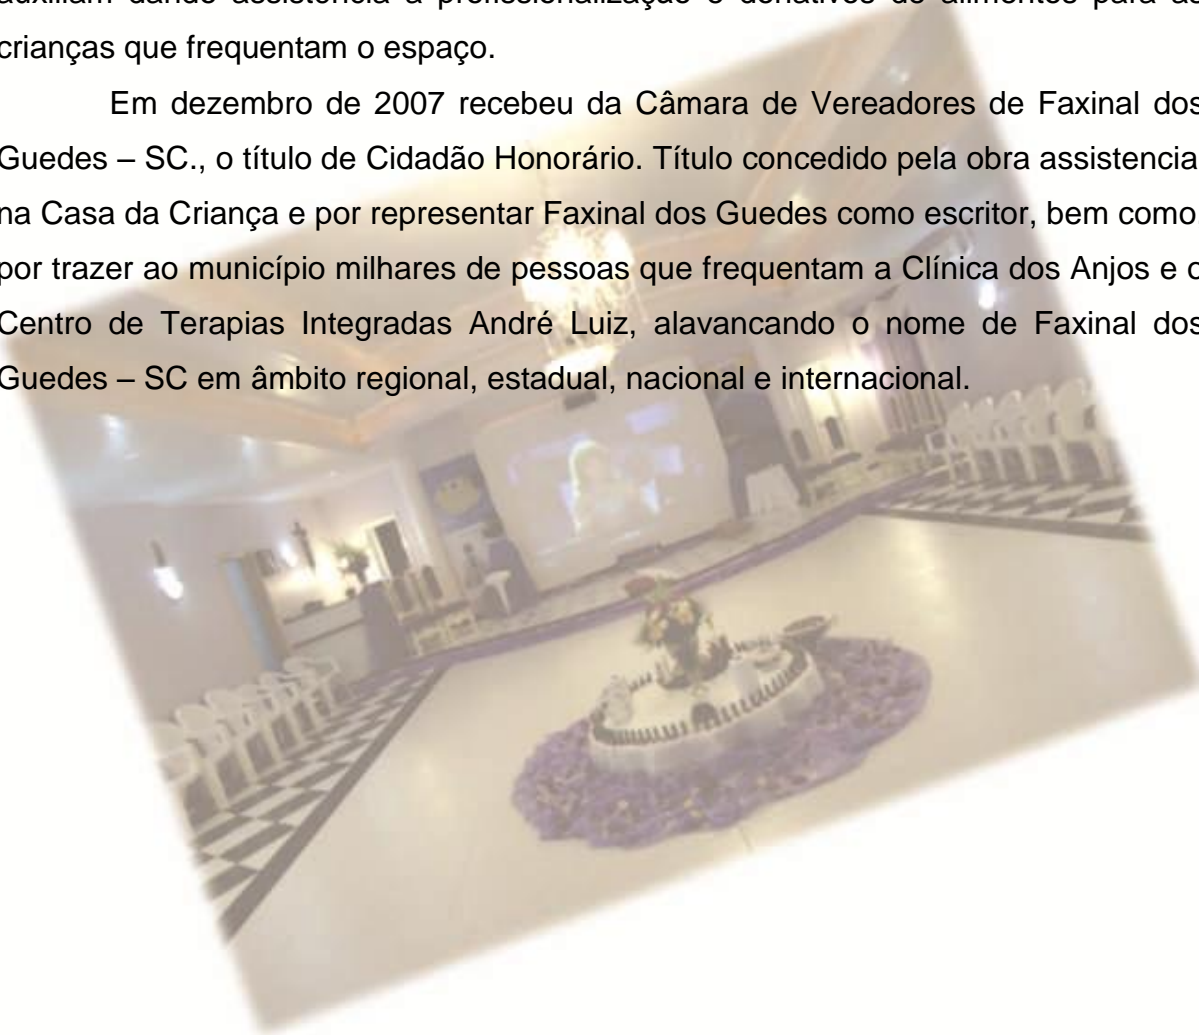 auxiliam dando assistência à profissionalização e donativos de alimentos para as
crianças que frequentam o espaço.
Em dezembro de 2007 recebeu da Câmara de Vereadores de Faxinal dos
Guedes – SC., o título de Cidadão Honorário. Título concedido pela obra assistencial
na Casa da Criança e por representar Faxinal dos Guedes como escritor, bem como,
por trazer ao município milhares de pessoas que frequentam a Clínica dos Anjos e o
Centro de Terapias Integradas André Luiz, alavancando o nome de Faxinal dos
Guedes – SC em âmbito regional, estadual, nacional e internacional.